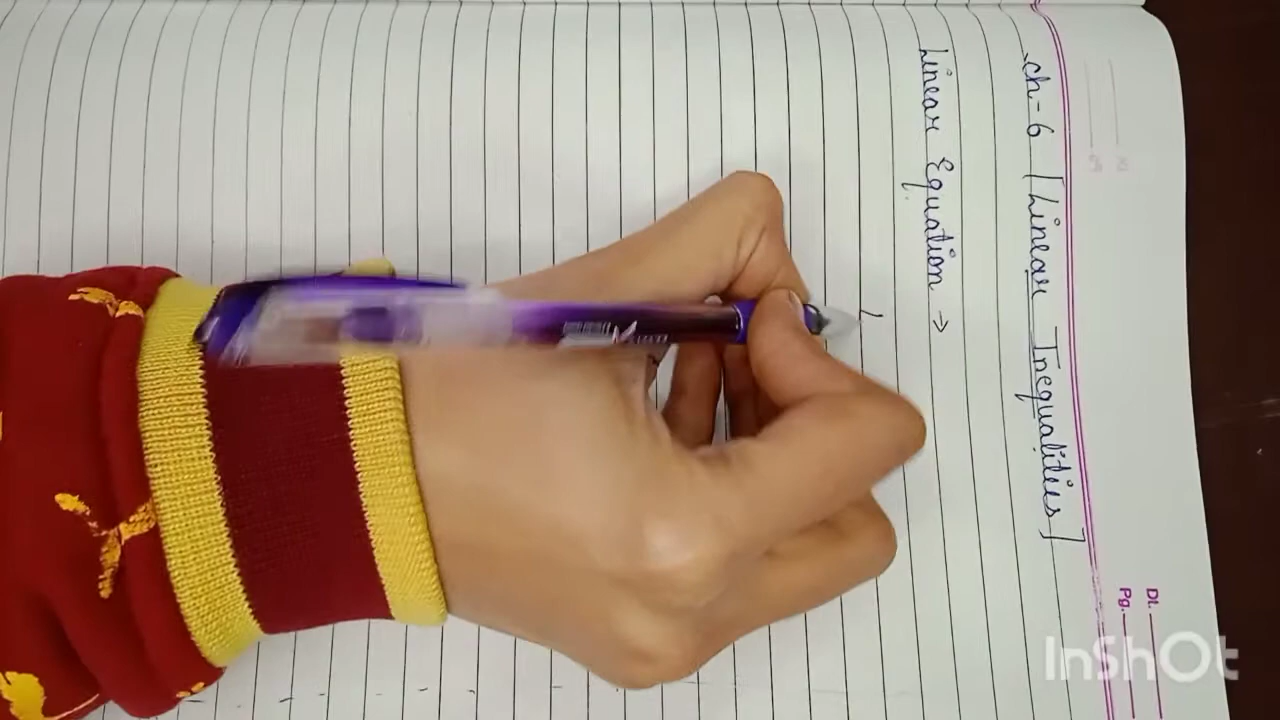 Dt.
Pg.
ch.-6 [Linear Inequalities]
Linear Equation →
InShOt